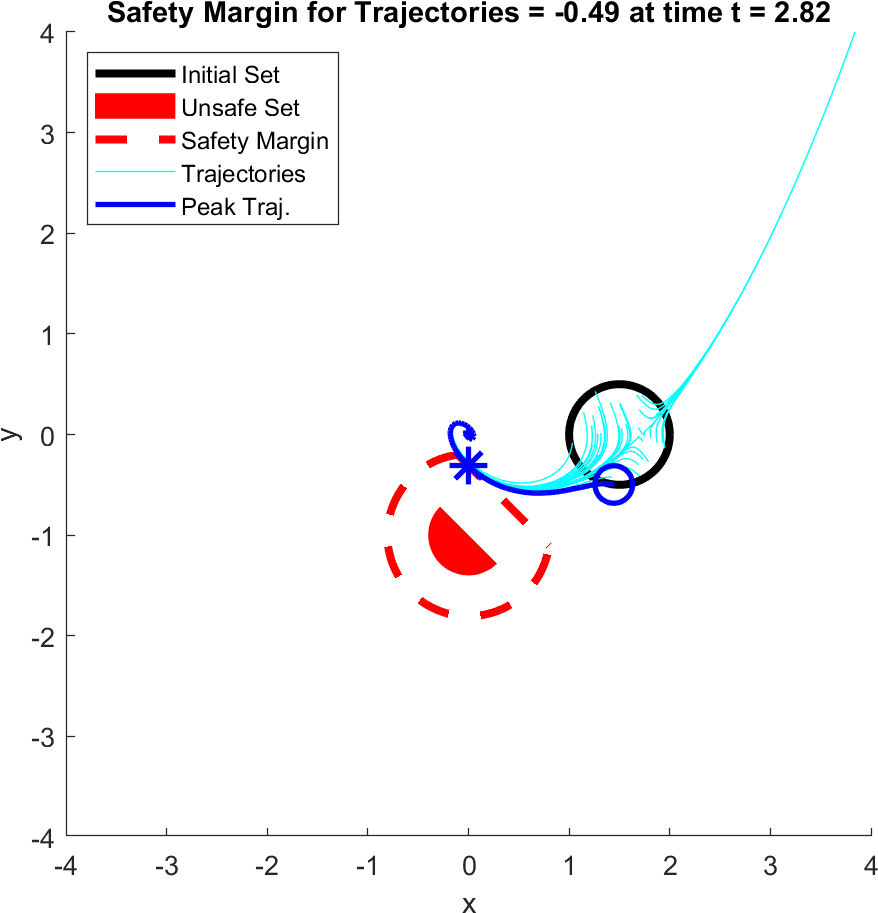 Safety Margin for Trajectories = -0.49 at time t = 2.82
Initial Set
Unsafe Set
Safety Margin
Trajectories
Peak Traj.
4
3
2
1
0
-1
-2
-3
-4
y
-4
-3
-2
-1
0
1
2
3
4
x